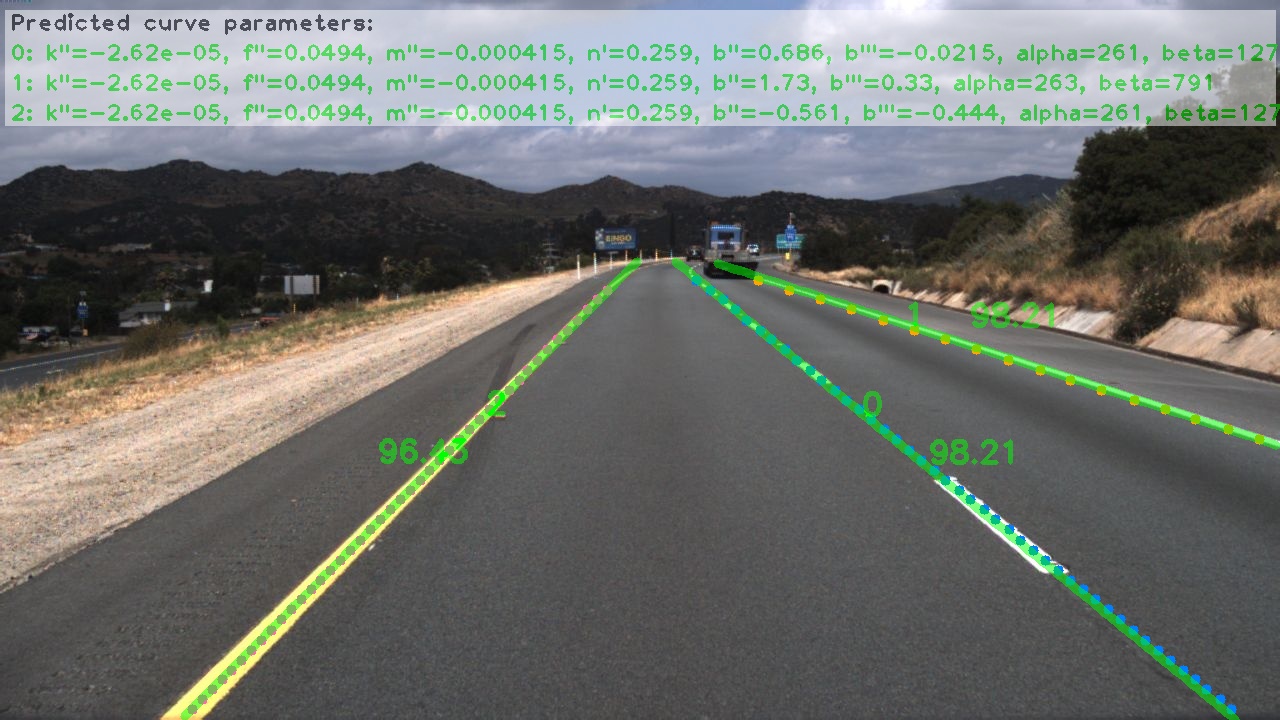 Predicted curve parameters:
0: k''=-2.62e-05, f''=0.0494, m''=-0.000415, n'=0.259, b''=0.686, b'''=-0.0215, alpha=261, beta=127
1: k''=-2.62e-05, f''=0.0494, m''=-0.000415, n'=0.259, b''=1.73, b'''=0.33, alpha=263, beta=791
2: k''=-2.62e-05, f''=0.0494, m''=-0.000415, n'=0.259, b''=-0.561, b'''=-0.444, alpha=261, beta=127
BINGO
1 98.21
2 0
98.21